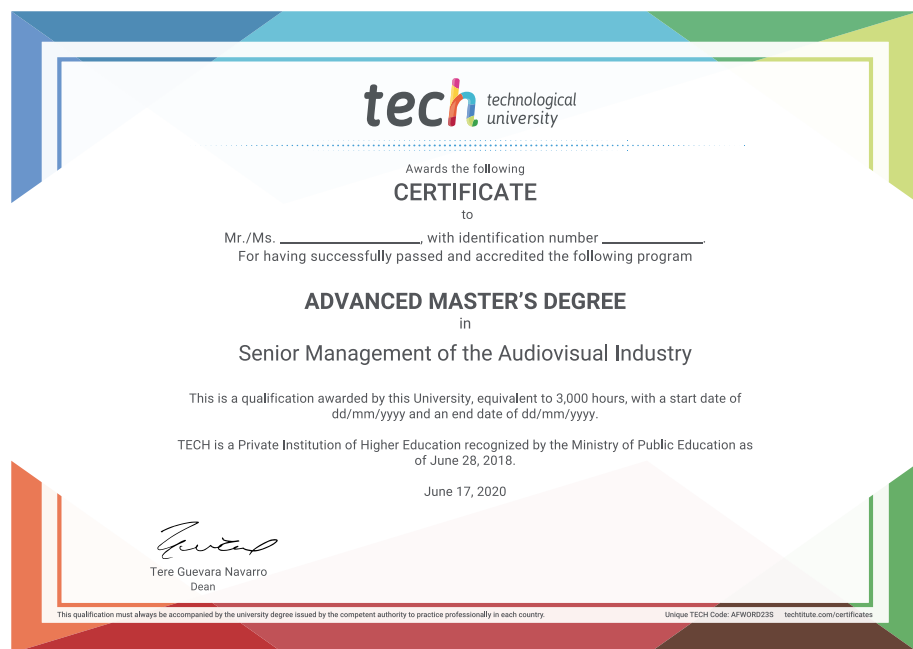 tech technological
university
Awards the following
CERTIFICATE
to
Mr./Ms. ____________________, with identification number ______________.
For having successfully passed and accredited the following program
ADVANCED MASTER'S DEGREE
in
Senior Management of the Audiovisual Industry
This is a qualification awarded by this University, equivalent to 3,000 hours, with a start date of
dd/mm/yyyy and an end date of dd/mm/yyyy.
TECH is a Private Institution of Higher Education recognized by the Ministry of Public Education as
of June 28, 2018.
June 17, 2020
Tere Guevara Navarro
Dean
This qualification must always be accompanied by the university degree issued by the competent authority to practice professionally in each country. Unique TECH Code: AFWORD23S techtitute.com/certificates